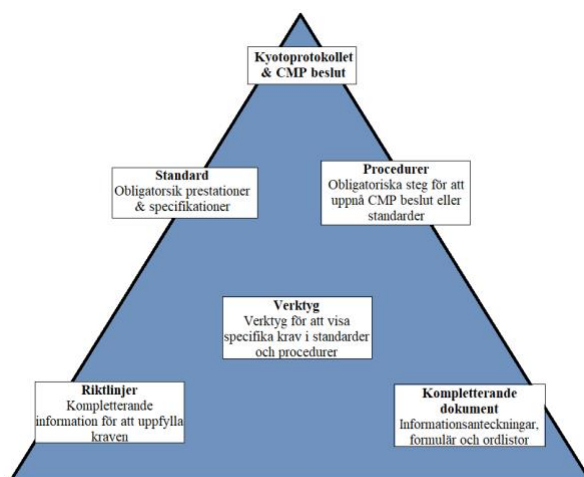 Kyotoprotokollet
& CMP beslut
Standard
Obligatorsik prestationer
& specifikationer
Procedurer
Obligatoriska steg för att
uppnå CMP beslut eller
standarder
Verktyg
Verktyg för att visa
specifika krav i standarder
och procedurer
Riktlinjer
Kompletterande
information för att uppfylla
kraven
Kompletterande
dokument
Informationsanteckningar,
formulär och ordlistor